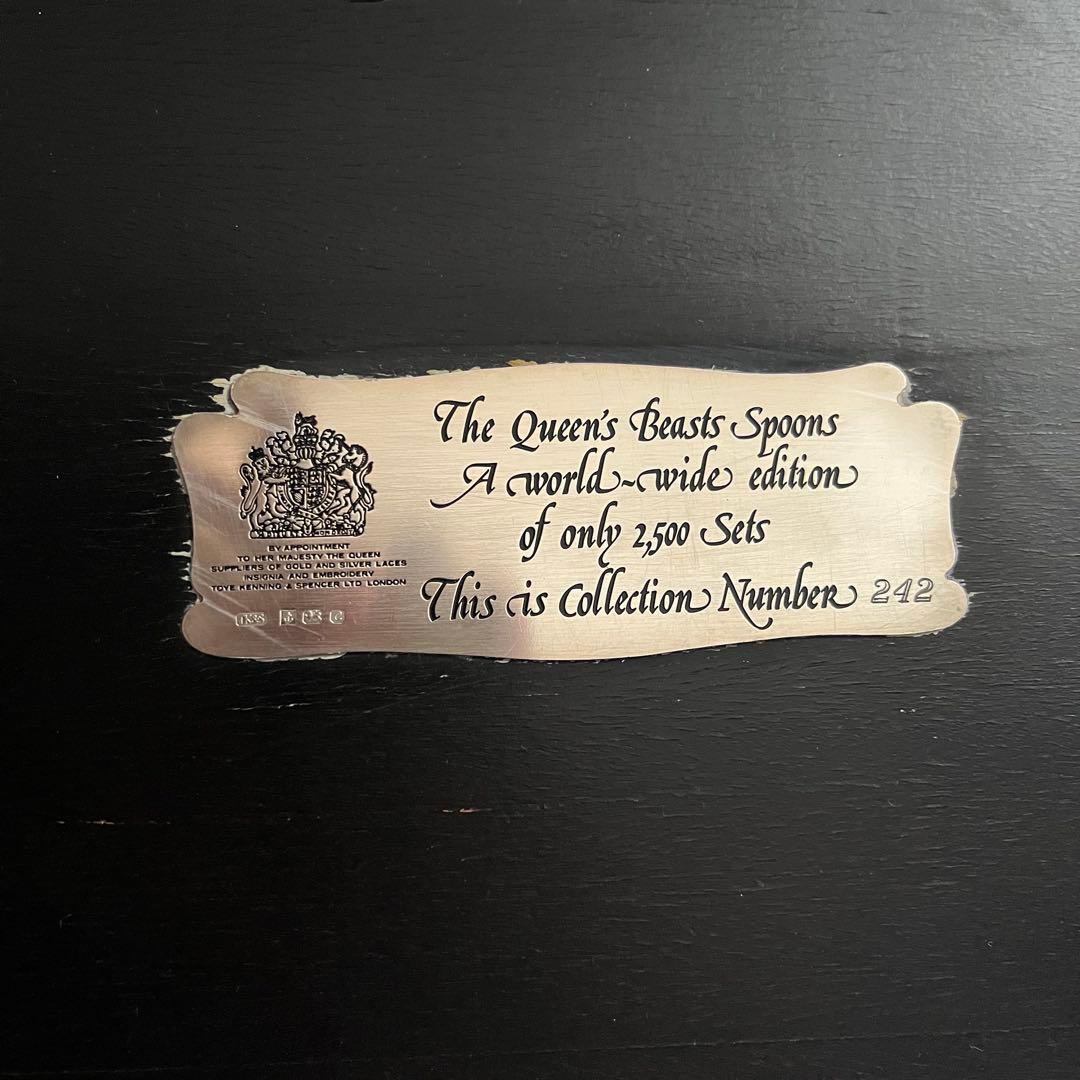 The Queen's Beasts Spoons
A world-wide edition
of only 2,500 Sets
This is Collection Number 242
BY APPOINTMENT
TO HER MAJESTY THE QUEEN
SUPPLIERS OF GOLD AND SILVER LACES
INSIGNIA AND EMBROIDERY
TOYE KENNING & SPENCER LTD. LONDON